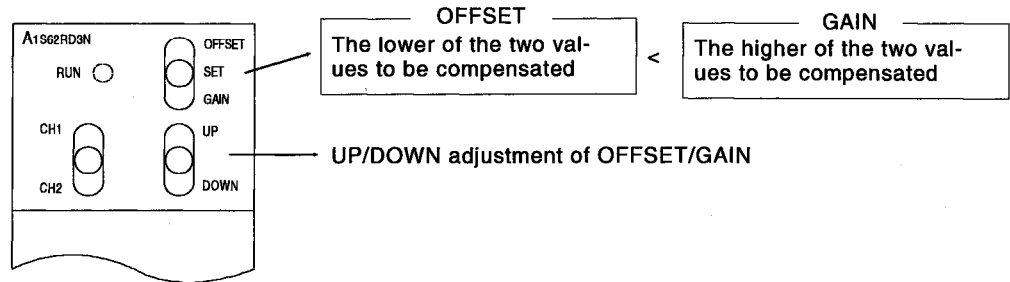 A1S62RD3N
RUN
OFFSET
SET
GAIN
CH1
CH2
UP
DOWN
OFFSET
The lower of the two val-
ues to be compensated
<
GAIN
The higher of the two val-
ues to be compensated
UP/DOWN adjustment of OFFSET/GAIN